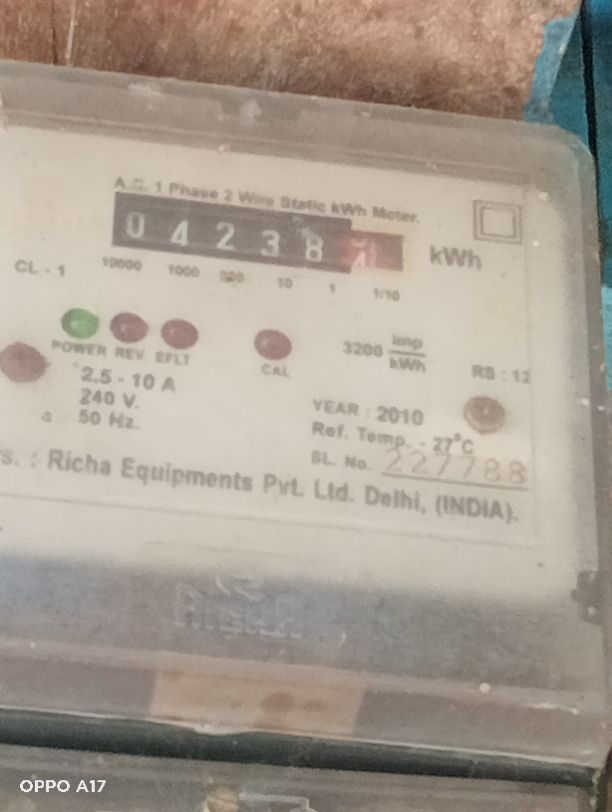 A.C. 1 Phase 2 Wire Static kWh Meter.
0 4 2 3 8
kWh
CL - 1
10000 1000 10 1 1/10
POWER REV. EFLT
CAL
3200 imp/kWh
RS : 12
2.5 - 10 A
240 V.
50 Hz.
YEAR : 2010
Ref. Temp. - 27°C
SL. No. 227788
s. : Richa Equipments Pvt. Ltd. Delhi, (INDIA).
OPPO A17